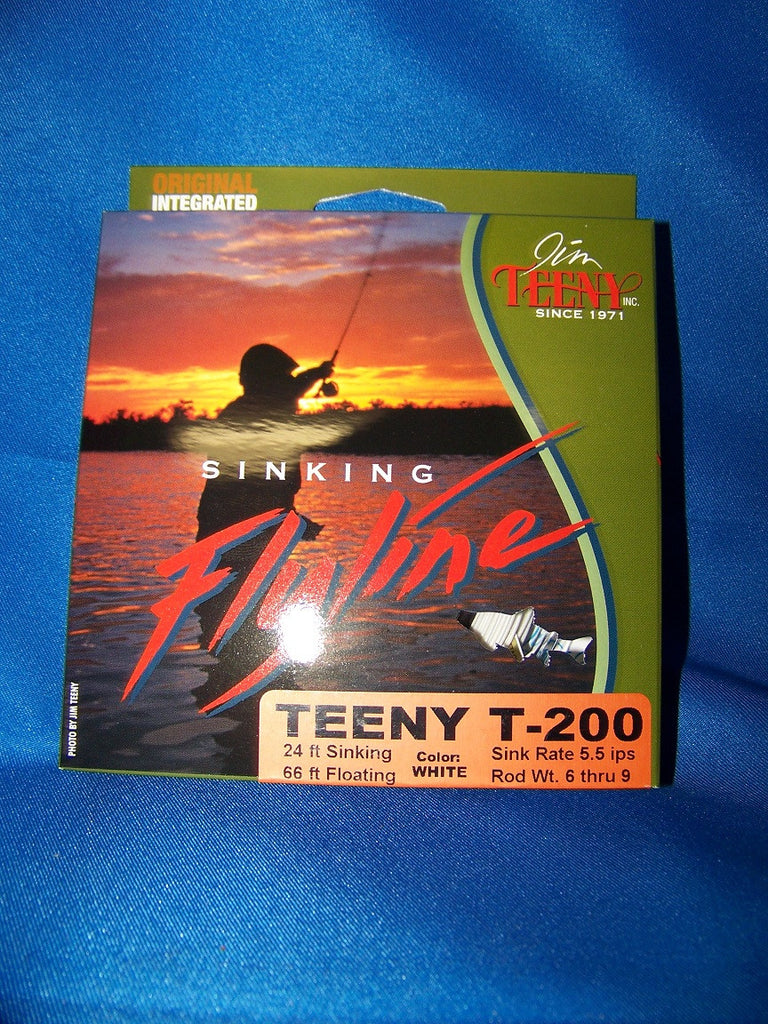 ORIGINAL
INTEGRATED
Jim
TEENY INC.
SINCE 1971
SINKING
Flyline
PHOTO BY JIM TEENY
TEENY T-200
24 ft Sinking
66 ft Floating
Color:
WHITE
Sink Rate 5.5 ips
Rod Wt. 6 thru 9